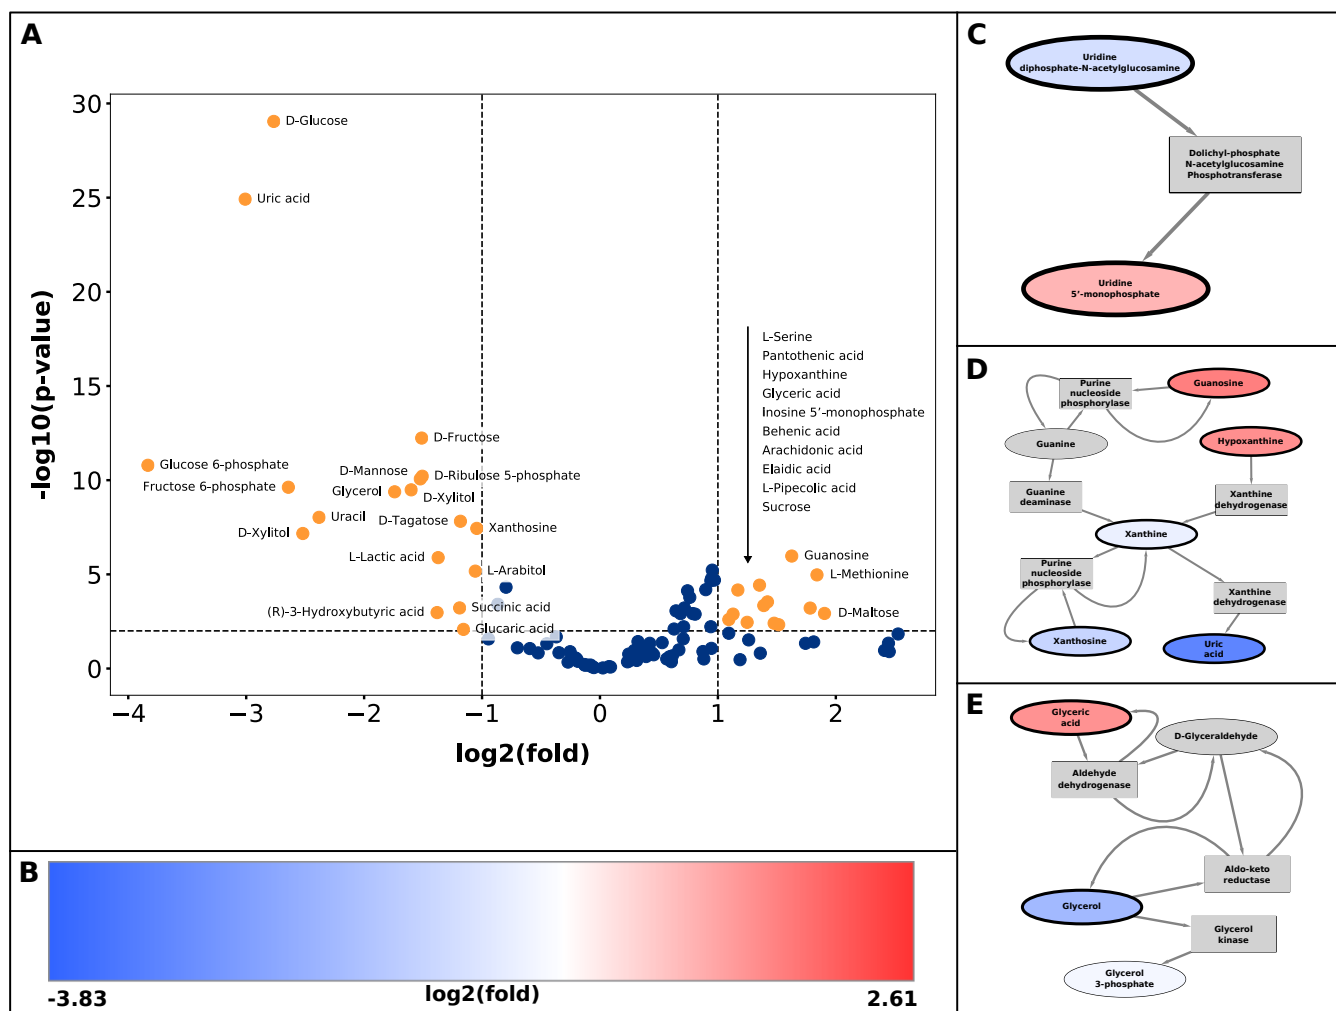 A
30
25
20
15
10
5
0
-log10(p-value)
−4
−3
−2
−1
0
1
2
log2(fold)
D-Glucose
Uric acid
D-Fructose
Glucose 6-phosphate
D-Mannose
D-Ribulose 5-phosphate
Fructose 6-phosphate
Glycerol
D-Xylitol
Uracil
D-Tagatose
Xanthosine
D-Xylitol
L-Lactic acid
L-Arabitol
(R)-3-Hydroxybutyric acid
Succinic acid
Glucaric acid
L-Serine
Pantothenic acid
Hypoxanthine
Glyceric acid
Inosine 5’-monophosphate
Behenic acid
Arachidonic acid
Elaidic acid
L-Pipecolic acid
Sucrose
Guanosine
L-Methionine
D-Maltose
B
-3.83
log2(fold)
2.61
C
Uridine
diphosphate-N-acetylglucosamine
Dolichyl-phosphate
N-acetylglucosamine
Phosphotransferase
Uridine
5’-monophosphate
D
Purine
nucleoside
phosphorylase
Guanosine
Guanine
Hypoxanthine
Guanine
deaminase
Xanthine
dehydrogenase
Xanthine
Purine
nucleoside
phosphorylase
Xanthine
dehydrogenase
Xanthosine
Uric
acid
E
Glyceric
acid
D-Glyceraldehyde
Aldehyde
dehydrogenase
Aldo-keto
reductase
Glycerol
Glycerol
kinase
Glycerol
3-phosphate